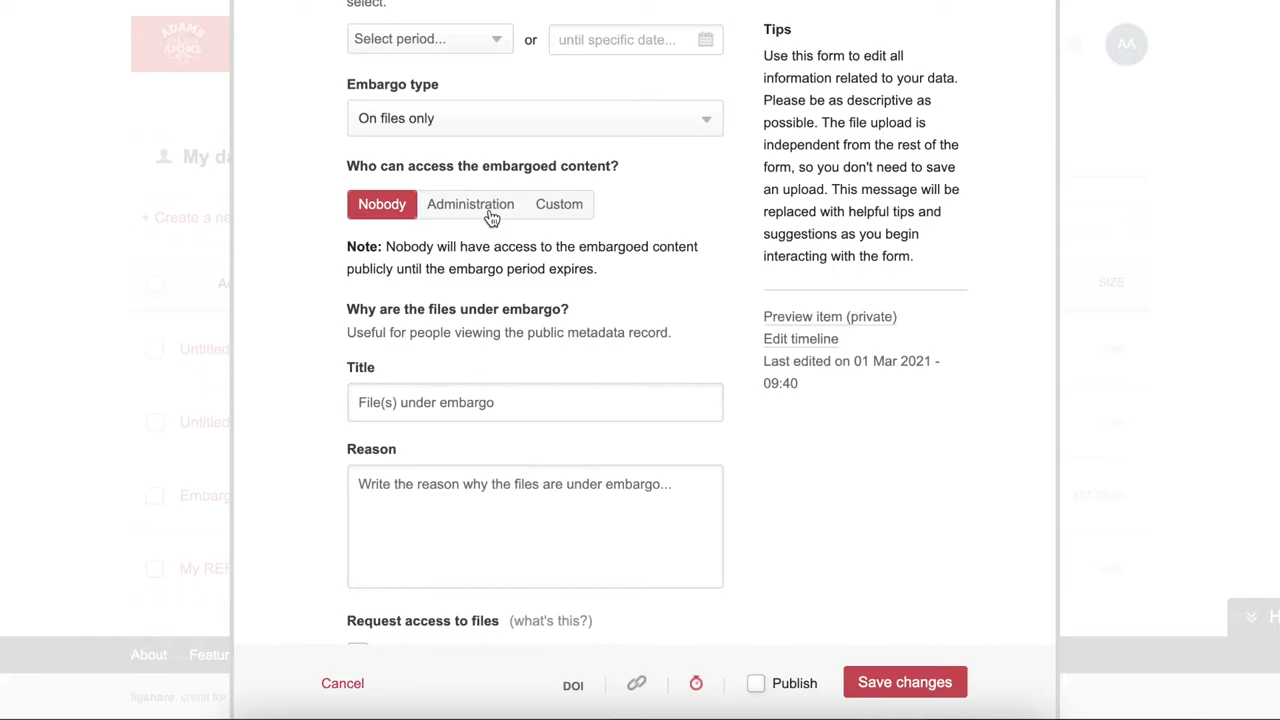 select.
Select period...
or
until specific date...
Embargo type
On files only
Who can access the embargoed content?
Nobody
Administration
Custom
Note: Nobody will have access to the embargoed content
publicly until the embargo period expires.
Why are the files under embargo?
Useful for people viewing the public metadata record.
Title
File(s) under embargo
Reason
Write the reason why the files are under embargo...
Request access to files (what's this?)
Cancel
DOI
Publish
Save changes
Tips
Use this form to edit all
information related to your data.
Please be as descriptive as
possible. The file upload is
independent from the rest of the
form, so you don't need to save
an upload. This message will be
replaced with helpful tips and
suggestions as you begin
interacting with the form.
Preview item (private)
Edit timeline
Last edited on 01 Mar 2021 -
09:40
ADAMS
ATOMS
AA
My da
+ Create a ne
SIZE
Untitled
Untitled
Embarg
My REF
About
Featur
figshare. credit for
H